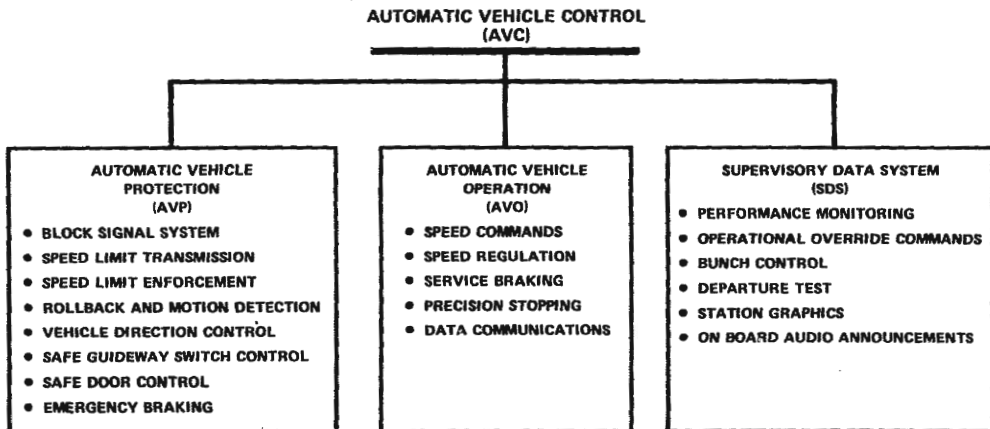 AUTOMATIC VEHICLE CONTROL
(AVC)
AUTOMATIC VEHICLE
PROTECTION
(AVP)
• BLOCK SIGNAL SYSTEM
• SPEED LIMIT TRANSMISSION
• SPEED LIMIT ENFORCEMENT
• ROLLBACK AND MOTION DETECTION
• VEHICLE DIRECTION CONTROL
• SAFE GUIDEWAY SWITCH CONTROL
• SAFE DOOR CONTROL
• EMERGENCY BRAKING
AUTOMATIC VEHICLE
OPERATION
(AVO)
• SPEED COMMANDS
• SPEED REGULATION
• SERVICE BRAKING
• PRECISION STOPPING
• DATA COMMUNICATIONS
SUPERVISORY DATA SYSTEM
(SDS)
• PERFORMANCE MONITORING
• OPERATIONAL OVERRIDE COMMANDS
• BUNCH CONTROL
• DEPARTURE TEST
• STATION GRAPHICS
• ON BOARD AUDIO ANNOUNCEMENTS